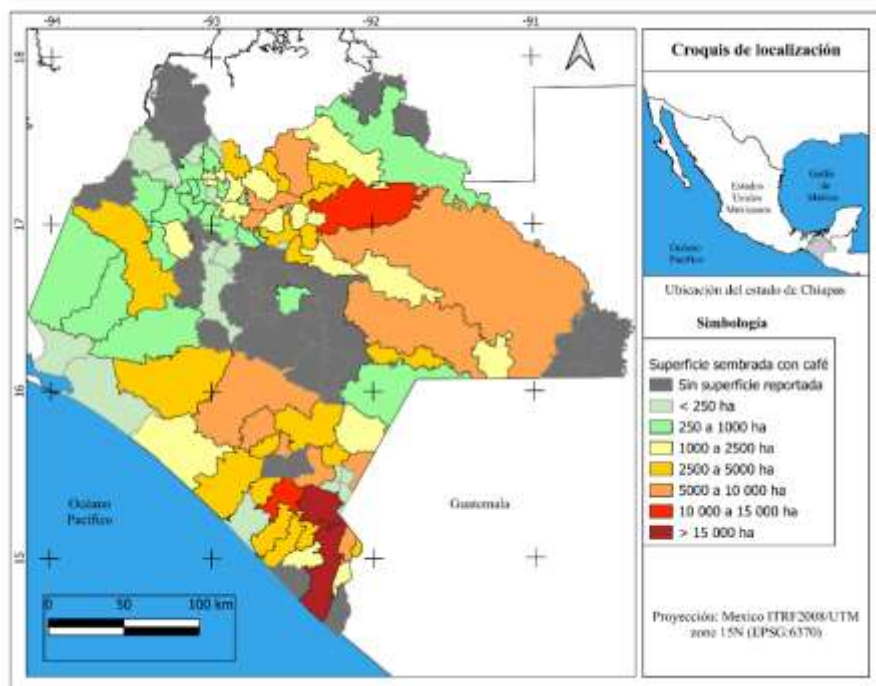 -94
-93
-92
-91
18
17
16
15
Océano
Pacífico
Guatemala
0
50
100 km
Croquis de localización
Estados
Unidos
Mexicanos
Golfo
de
México
Océano
Pacífico
Ubicación del estado de Chiapas
Simbología
Superficie sembrada con café
Sin superficie reportada
< 250 ha
250 a 1000 ha
1000 a 2500 ha
2500 a 5000 ha
5000 a 10 000 ha
10 000 a 15 000 ha
> 15 000 ha
Proyección: Mexico ITRF2008/UTM
zone 15N (EPSG:6370)